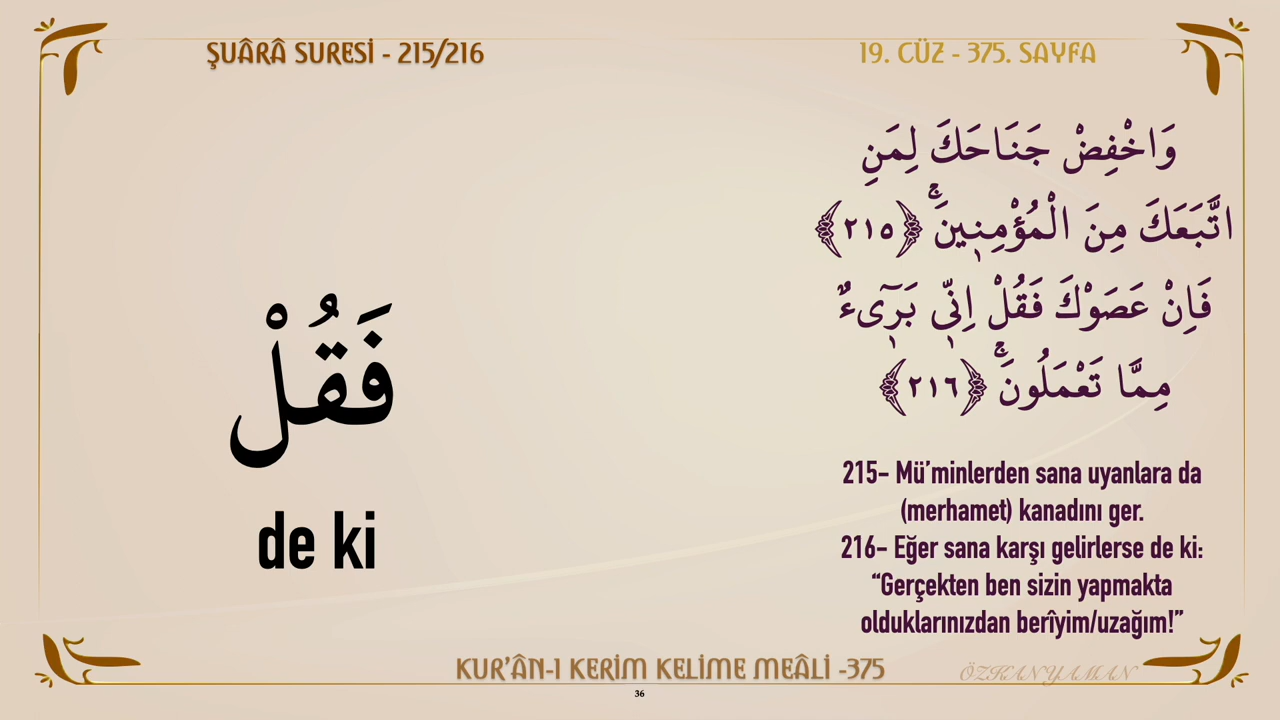 ŞUÂRÂ SURESİ - 215/216
19. CÜZ - 375. SAYFA
وَاخْفِضْ جَنَاحَكَ لِمَنِ
اتَّبَعَكَ مِنَ الْمُؤْمِن۪ينَۚ ﴿٢١٥﴾
فَاِنْ عَصَوْكَ فَقُلْ اِنّ۪ي بَر۪ٓيءٌ
مِمَّا تَعْمَلُونَۚ ﴿٢١٦﴾
فَقُلْ
de ki
215- Mü’minlerden sana uyanlara da
(merhamet) kanadını ger.
216- Eğer sana karşı gelirlerse de ki:
“Gerçekten ben sizin yapmakta
olduklarınızdan berîyim/uzağım!”
KUR’ÂN-I KERİM KELİME MEÂLİ -375
ÖZKAN YAMAN
36